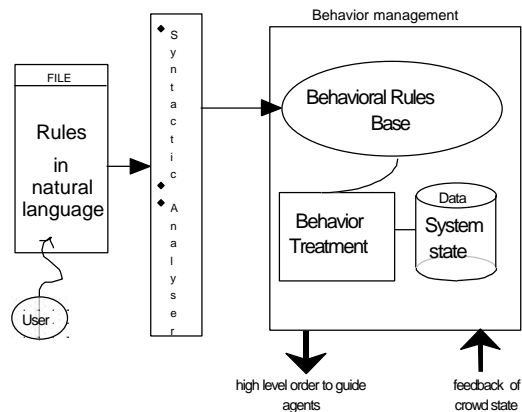 Behavior management
FILE
Rules
in
natural
language
User
Syntactic
Analyser
Behavioral Rules
Base
Behavior
Treatment
Data
System
state
high level order to guide
agents
feedback of
crowd state